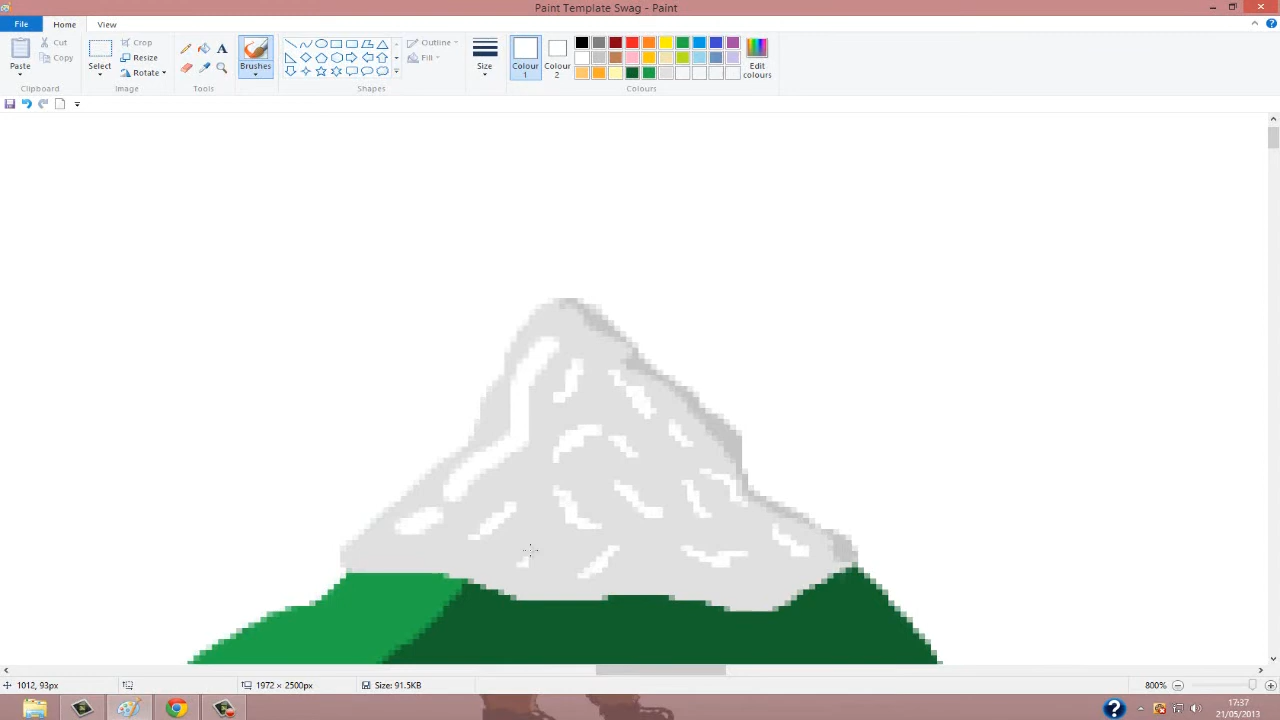 Paint Template Swag - Paint
File Home View
Paste Cut Copy
Select Crop Resize Rotate
Brushes
Outline Fill
Size
Colour 1
Colour 2
Edit colours
Clipboard Image Tools Shapes Colours
1012, 93px 1972 × 2500px Size: 91.5KB 800%
17:37
21/05/2013